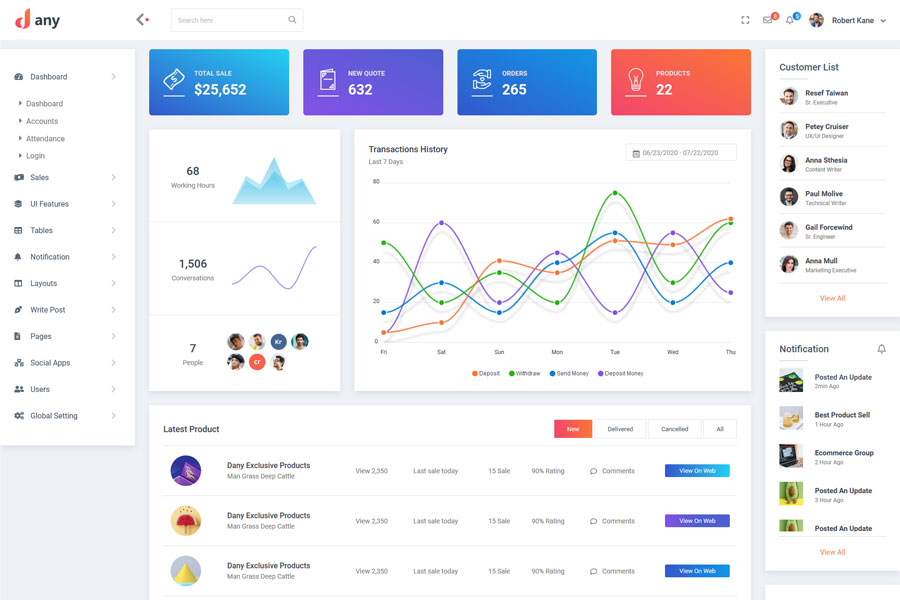 dany
Search here
8
5
Robert Kane
Dashboard
Dashboard
Accounts
Attendance
Login
Sales
UI Features
Tables
Notification
Layouts
Write Post
Pages
Social Apps
Users
Global Setting
TOTAL SALE
$25,652
NEW QUOTE
632
ORDERS
265
PRODUCTS
22
68
Working Hours
1,506
Conversations
7
People
Kr
cr
Transactions History
Last 7 Days
06/23/2020 - 07/22/2020
80
60
40
20
0
Fri Sat Sun Mon Tue Wed Thu
Deposit Withdraw Send Money Deposit Money
Latest Product
New Delivered Cancelled All
Dany Exclusive Products
Man Grass Deep Cattle
View 2,350 Last sale today 15 Sale 90% Rating Comments View On Web
Dany Exclusive Products
Man Grass Deep Cattle
View 2,350 Last sale today 15 Sale 90% Rating Comments View On Web
Dany Exclusive Products
Man Grass Deep Cattle
View 2,350 Last sale today 15 Sale 90% Rating Comments View On Web
Customer List
Resef Taiwan
Sr. Executive
Petey Cruiser
UX/UI Designer
Anna Sthesia
Content Writer
Paul Molive
Technical Writer
Gail Forcewind
Sr. Engineer
Anna Mull
Marketing Executive
View All
Notification
Posted An Update
2min Ago
Best Product Sell
1 Hour Ago
Ecommerce Group
2 Hour Ago
Posted An Update
3 Hour Ago
Posted An Update
View All